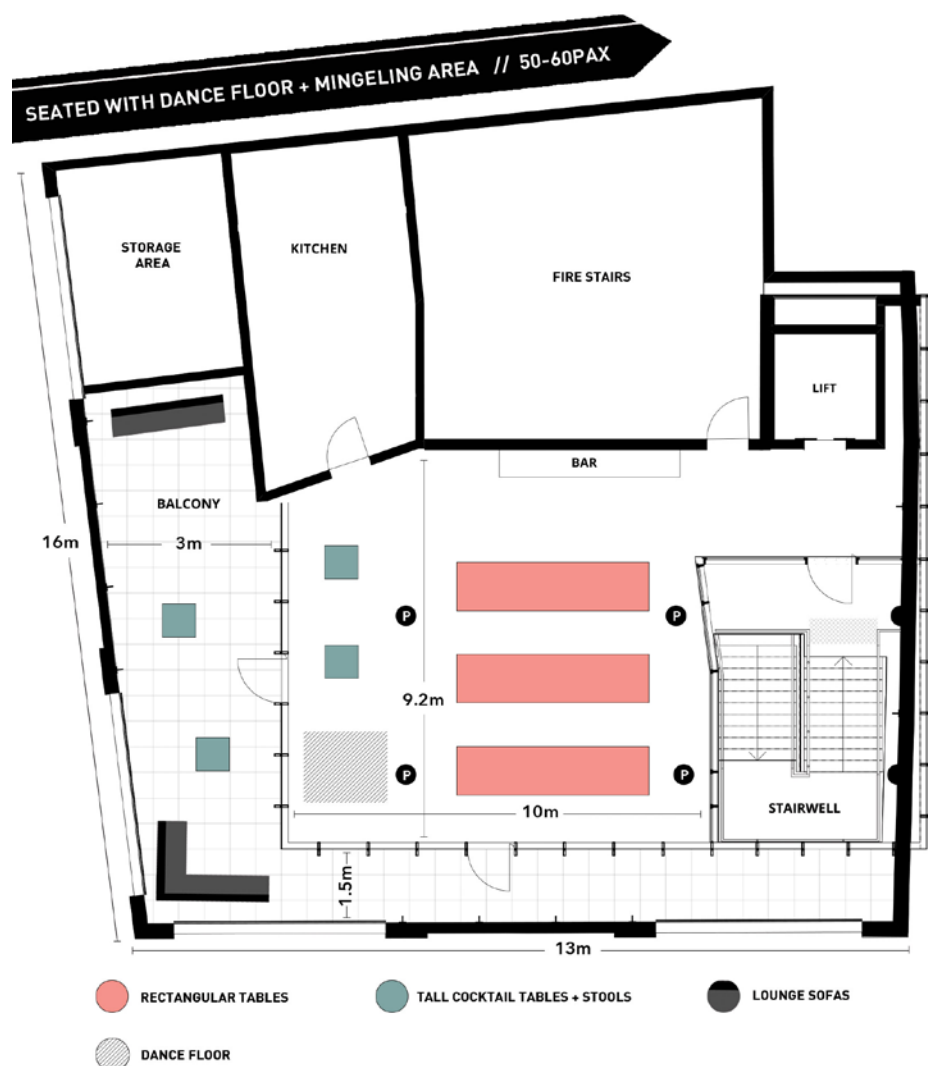 SEATED WITH DANCE FLOOR + MINGELING AREA // 50-60PAX
STORAGE
AREA
KITCHEN
FIRE STAIRS
LIFT
BAR
BALCONY
16m
3m
P
P
9.2m
P
P
10m
STAIRWELL
1.5m
13m
RECTANGULAR TABLES
TALL COCKTAIL TABLES + STOOLS
LOUNGE SOFAS
DANCE FLOOR